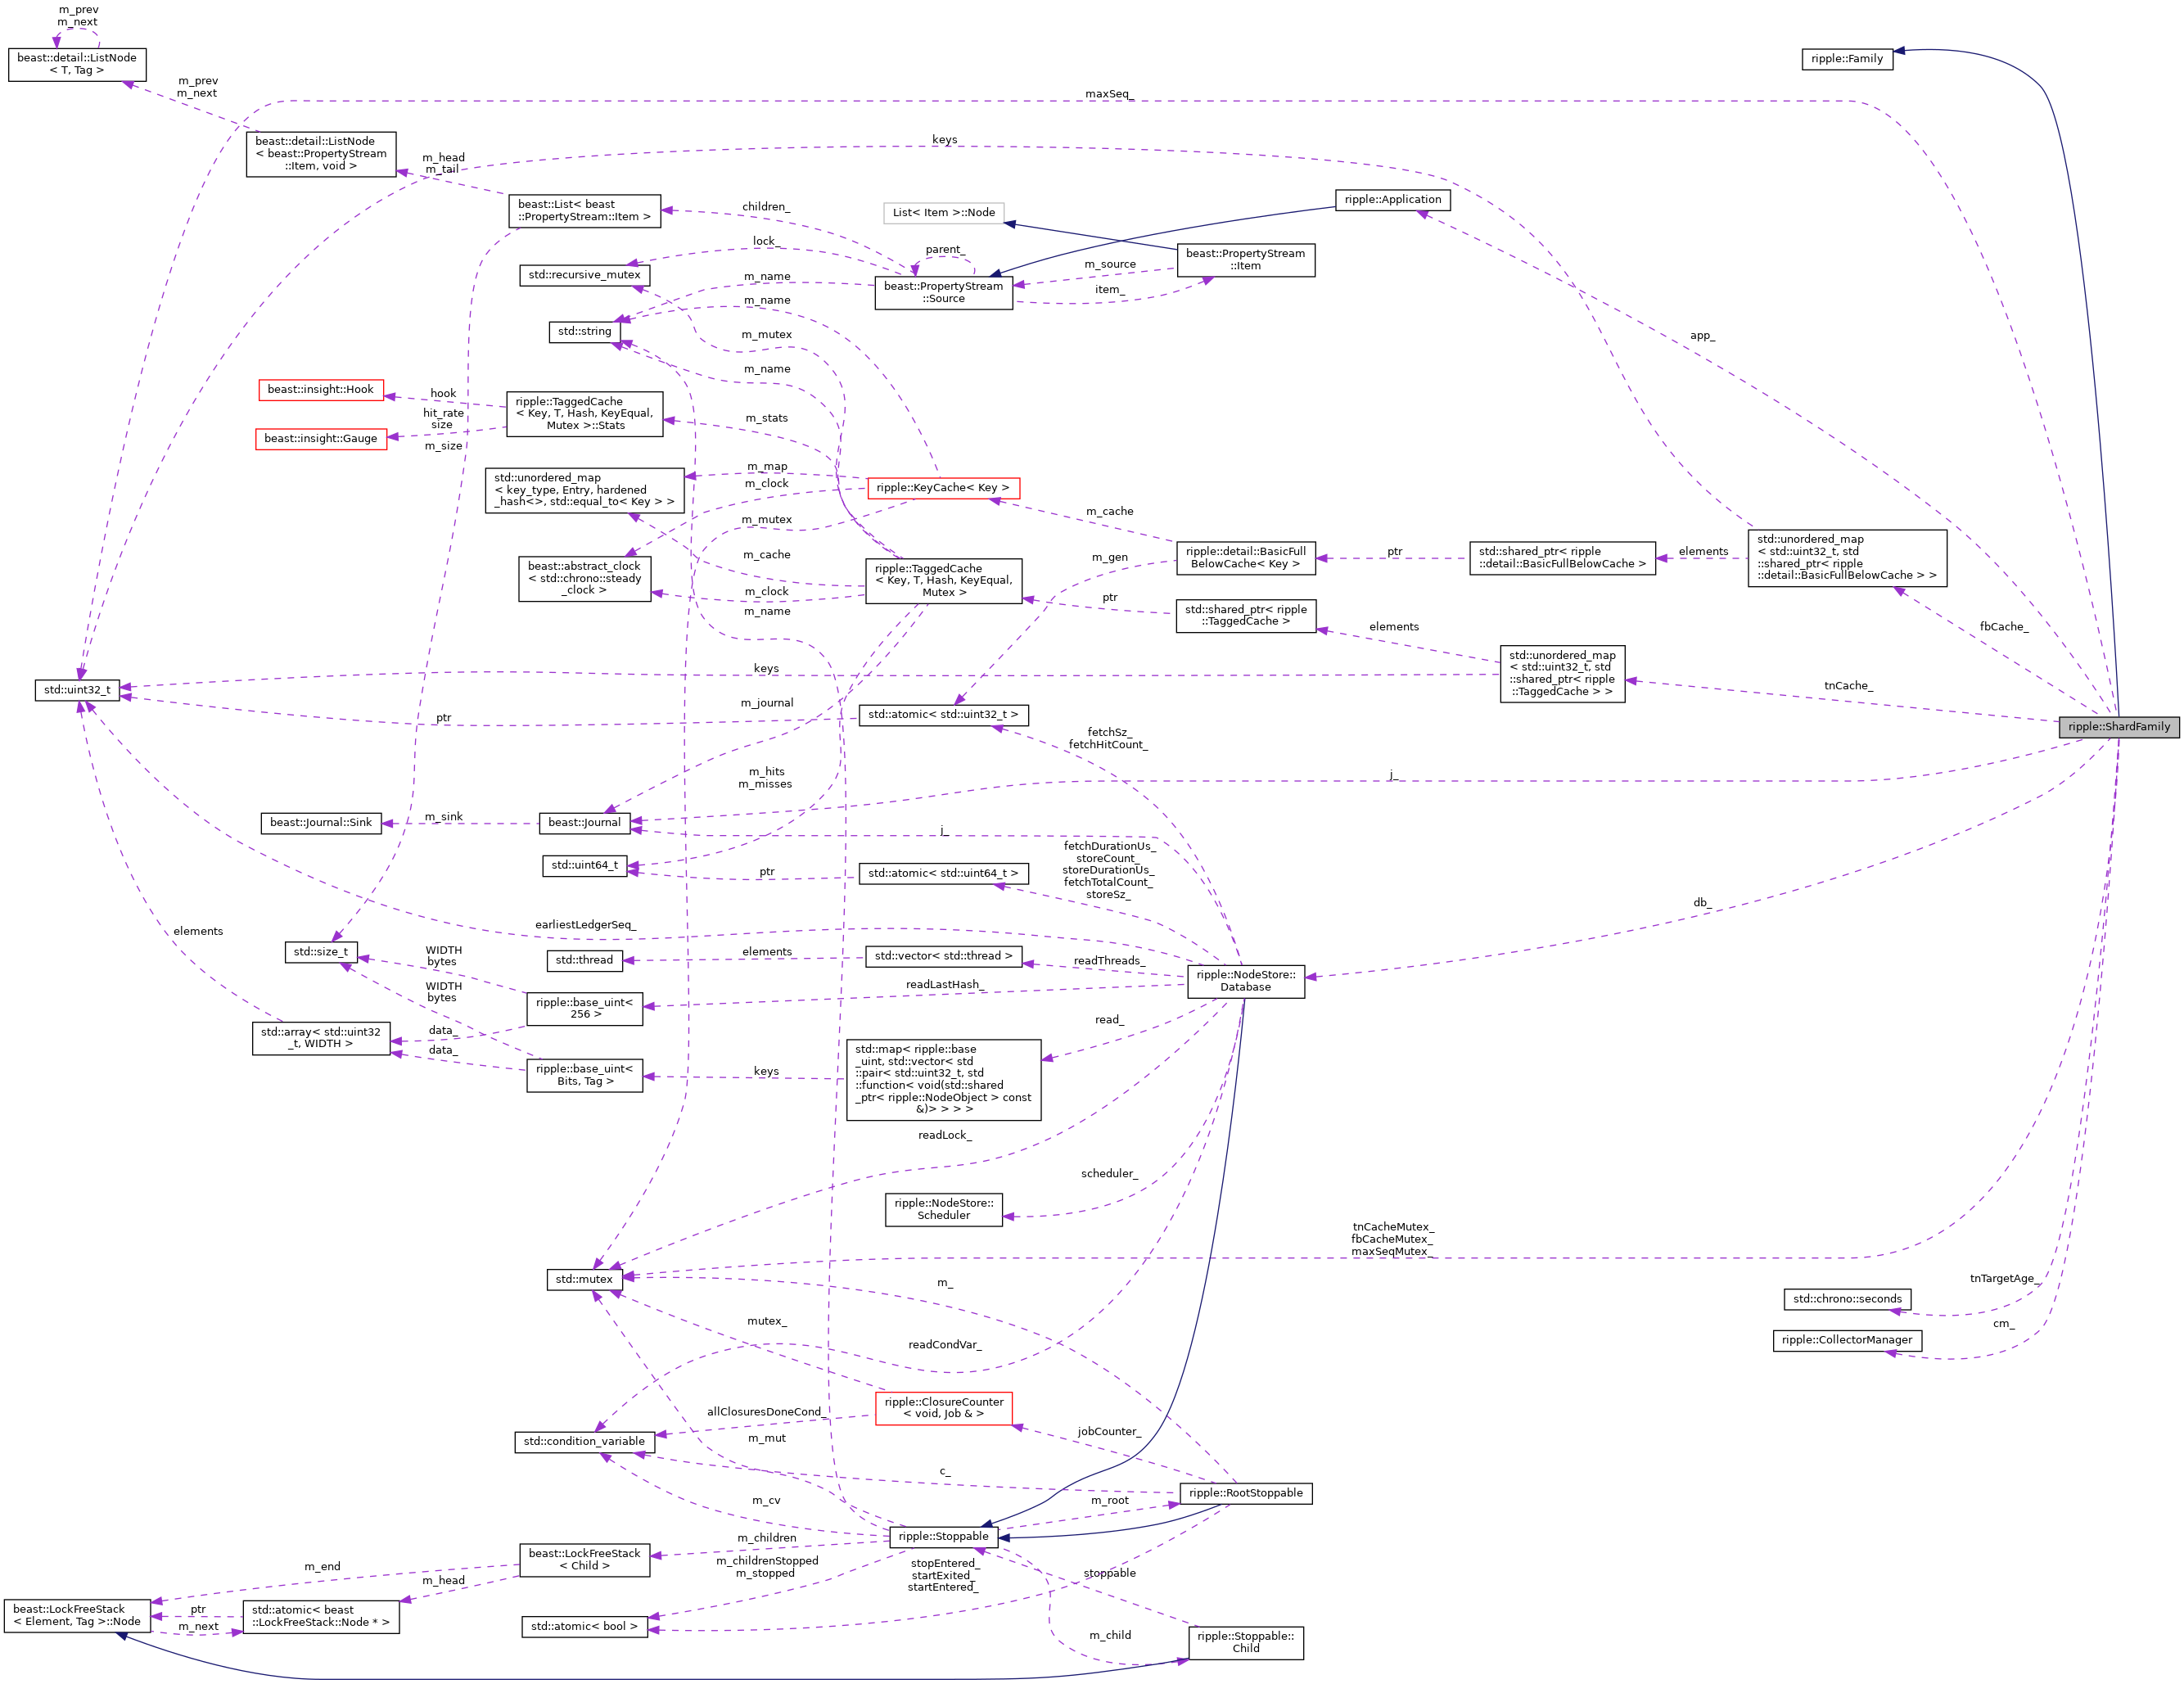 m_prev
m_next
beast::detail::ListNode
< T, Tag >
ripple::Family
m_prev
m_next
maxSeq_
beast::detail::ListNode
< beast::PropertyStream
::Item, void >
keys
m_head
m_tail
beast::List< beast
::PropertyStream::Item >
children_
List< Item >::Node
ripple::Application
lock_
parent_
std::recursive_mutex
m_name
beast::PropertyStream
::Source
m_source
item_
beast::PropertyStream
::Item
m_name
std::string
m_mutex
app_
m_name
beast::insight::Hook
hook
ripple::TaggedCache
< Key, T, Hash, KeyEqual,
Mutex >::Stats
hit_rate
size
beast::insight::Gauge
m_size
m_stats
m_map
std::unordered_map
< key_type, Entry, hardened
_hash<>, std::equal_to< Key > >
m_clock
ripple::KeyCache< Key >
m_mutex
m_cache
m_cache
m_gen
ripple::detail::BasicFull
BelowCache< Key >
ptr
std::shared_ptr< ripple
::detail::BasicFullBelowCache >
elements
std::unordered_map
< std::uint32_t, std
::shared_ptr< ripple
::detail::BasicFullBelowCache > >
beast::abstract_clock
< std::chrono::steady
_clock >
m_clock
m_name
ripple::TaggedCache
< Key, T, Hash, KeyEqual,
Mutex >
ptr
std::shared_ptr< ripple
::TaggedCache >
elements
fbCache_
std::unordered_map
< std::uint32_t, std
::shared_ptr< ripple
::TaggedCache > >
keys
tnCache_
std::uint32_t
ptr
m_journal
std::atomic< std::uint32_t >
fetchSz_
fetchHitCount_
ripple::ShardFamily
m_hits
m_misses
j_
beast::Journal::Sink
m_sink
beast::Journal
j_
std::uint64_t
ptr
std::atomic< std::uint64_t >
fetchDurationUs_
storeCount_
storeDurationUs_
fetchTotalCount_
storeSz_
db_
elements
earliestLedgerSeq_
std::size_t
WIDTH
bytes
std::thread
elements
std::vector< std::thread >
readThreads_
ripple::NodeStore::
Database
WIDTH
bytes
ripple::base_uint<
256 >
readLastHash_
std::array< std::uint32
_t, WIDTH >
data_
data_
read_
ripple::base_uint<
Bits, Tag >
keys
std::map< ripple::base
_uint, std::vector< std
::pair< std::uint32_t, std
::function< void(std::shared
_ptr< ripple::NodeObject > const
&)> > > >
readLock_
scheduler_
ripple::NodeStore::
Scheduler
tnCacheMutex_
fbCacheMutex_
maxSeqMutex_
std::mutex
m_
tnTargetAge_
std::chrono::seconds
mutex_
cm_
ripple::CollectorManager
readCondVar_
ripple::ClosureCounter
< void, Job & >
allClosuresDoneCond_
std::condition_variable
m_mut
jobCounter_
c_
ripple::RootStoppable
m_cv
m_root
ripple::Stoppable
m_children
beast::LockFreeStack
< Child >
m_childrenStopped
m_stopped
stopEntered_
startExited_
startEntered_
stoppable
m_end
m_head
beast::LockFreeStack
< Element, Tag >::Node
ptr
m_next
std::atomic< beast
::LockFreeStack::Node * >
std::atomic< bool >
m_child
ripple::Stoppable::
Child